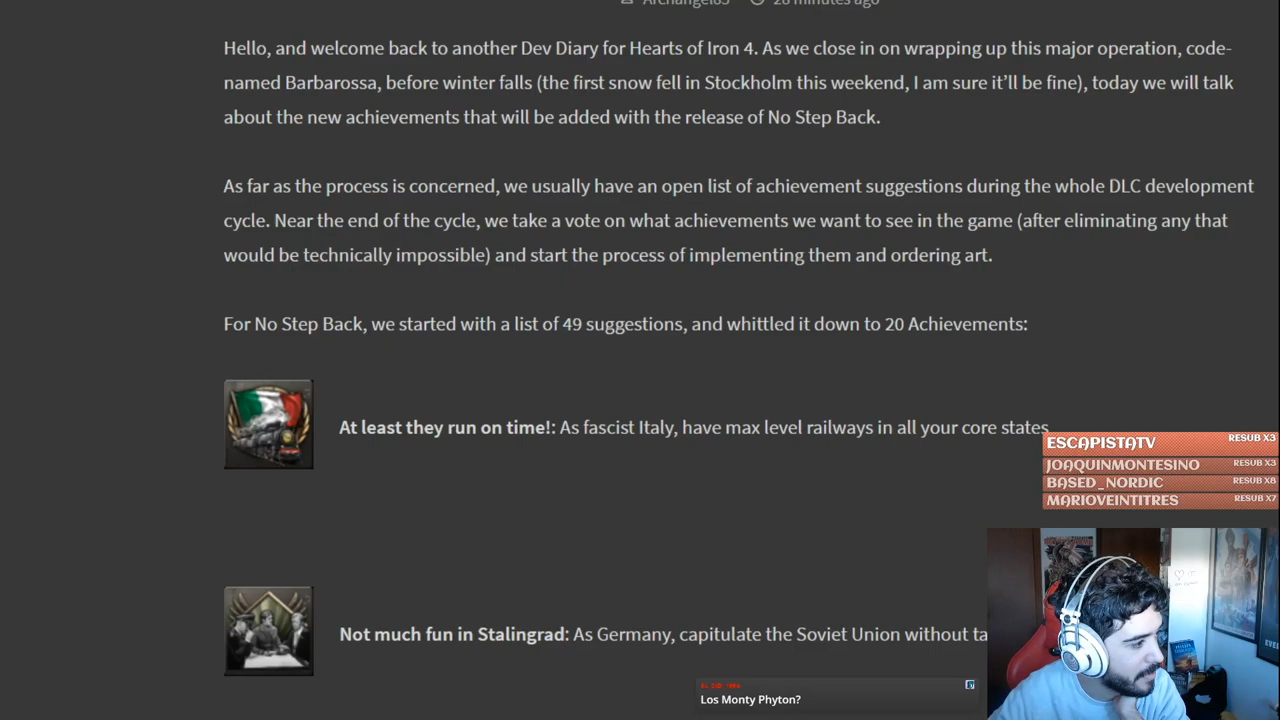 Archangel85 28 minutes ago
Hello, and welcome back to another Dev Diary for Hearts of Iron 4. As we close in on wrapping up this major operation, code-
named Barbarossa, before winter falls (the first snow fell in Stockholm this weekend, I am sure it'll be fine), today we will talk
about the new achievements that will be added with the release of No Step Back.
As far as the process is concerned, we usually have an open list of achievement suggestions during the whole DLC development
cycle. Near the end of the cycle, we take a vote on what achievements we want to see in the game (after eliminating any that
would be technically impossible) and start the process of implementing them and ordering art.
For No Step Back, we started with a list of 49 suggestions, and whittled it down to 20 Achievements:
At least they run on time!: As fascist Italy, have max level railways in all your core states
ESCAPISTATV RESUB X3
JOAQUINMONTESINO RESUB X3
BASED_NORDIC RESUB X6
MARIOVEINTITRES RESUB X7
Not much fun in Stalingrad: As Germany, capitulate the Soviet Union without ta
Los Monty Phyton?